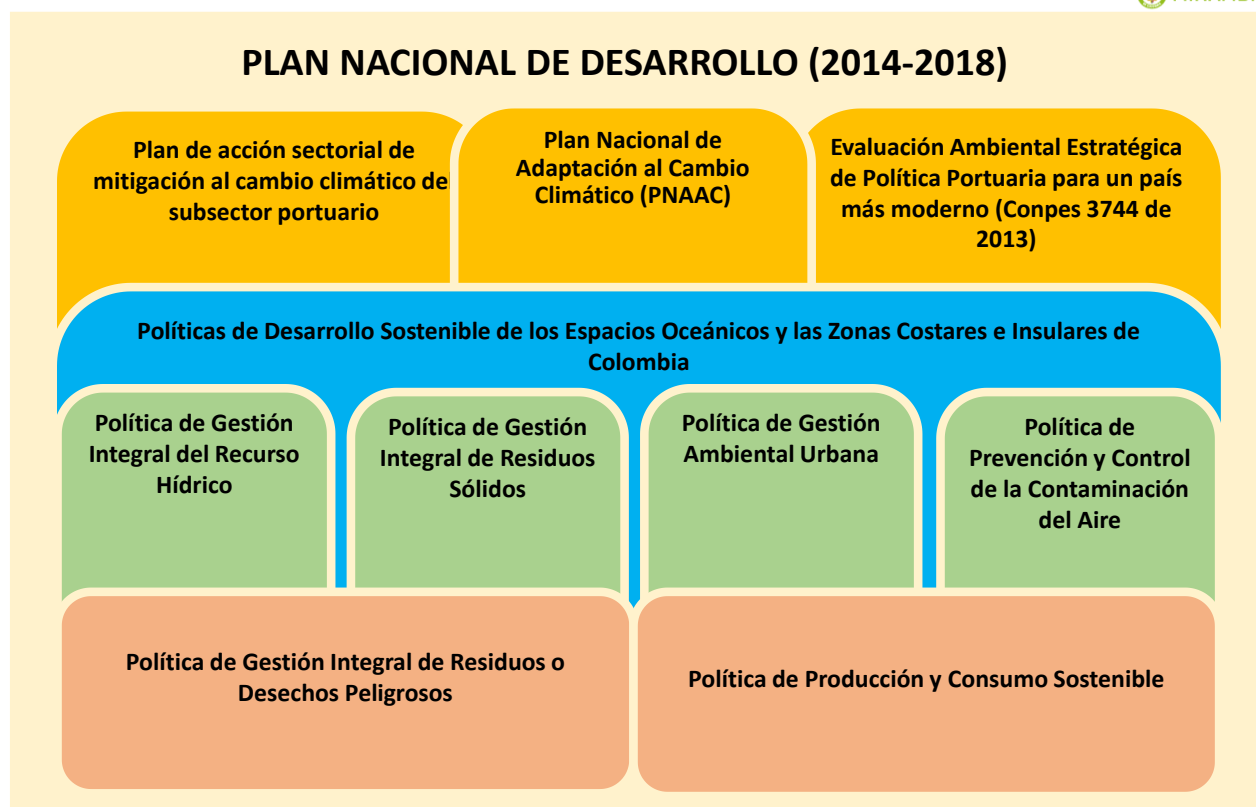 PLAN NACIONAL DE DESARROLLO (2014-2018)
Plan de acción sectorial de
mitigación al cambio climático de
subsector portuario
Plan Nacional de
Adaptación al Cambio
Climático (PNAAC)
Evaluación Ambiental Estratégica
de Política Portuaria para un país
más moderno (Conpes 3744 de
2013)
Políticas de Desarrollo Sostenible de los Espacios Oceánicos y las Zonas Costares e Insulares de
Colombia
Política de Gestión
Integral del Recurso
Hídrico
Política de Gestión
Integral de Residuos
Sólidos
Política de Gestión
Ambiental Urbana
Política de
Prevención y Control
de la Contaminación
del Aire
Política de Gestión Integral de Residuos o
Desechos Peligrosos
Política de Producción y Consumo Sostenible